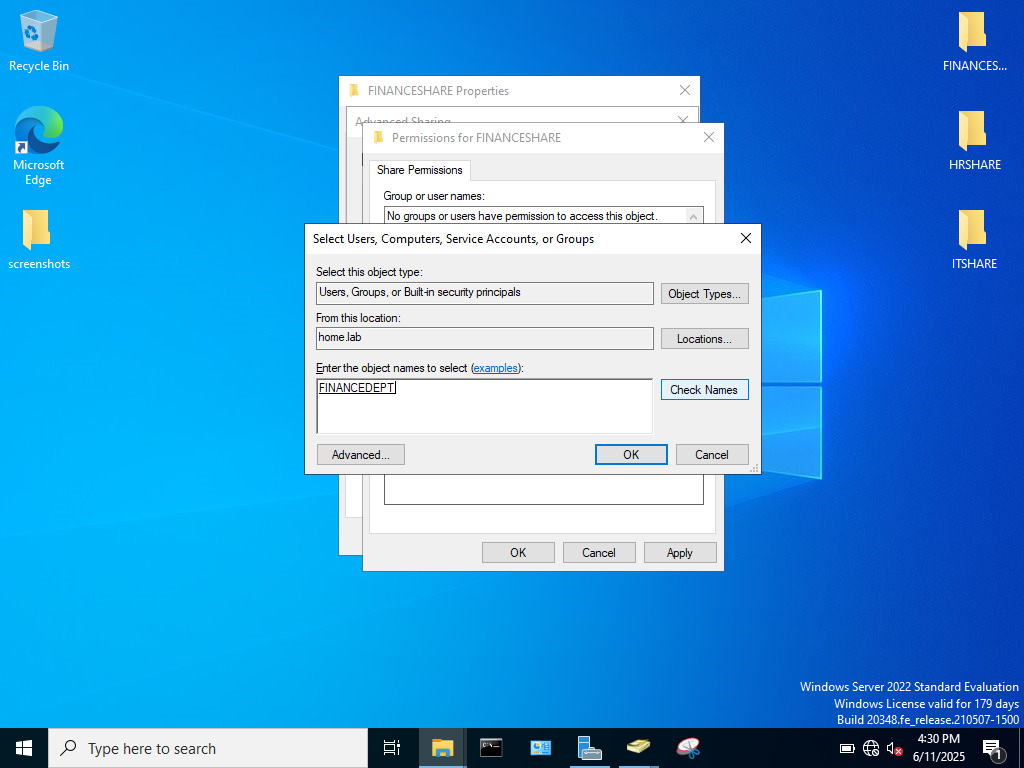 Recycle Bin
Microsoft
Edge
screenshots
FINANCES...
HRSHARE
ITSHARE
FINANCESHARE Properties
Advanced Sharing
Permissions for FINANCESHARE
Share Permissions
Group or user names:
No groups or users have permission to access this object.
Select Users, Computers, Service Accounts, or Groups
Select this object type:
Users, Groups, or Built-in security principals
Object Types...
From this location:
home.lab
Locations...
Enter the object names to select (examples):
FINANCEDEPT
Check Names
Advanced...
OK
Cancel
OK
Cancel
Apply
Windows Server 2022 Standard Evaluation
Windows License valid for 179 days
Build 20348.fe_release.210507-1500
Type here to search
4:30 PM
6/11/2025
1